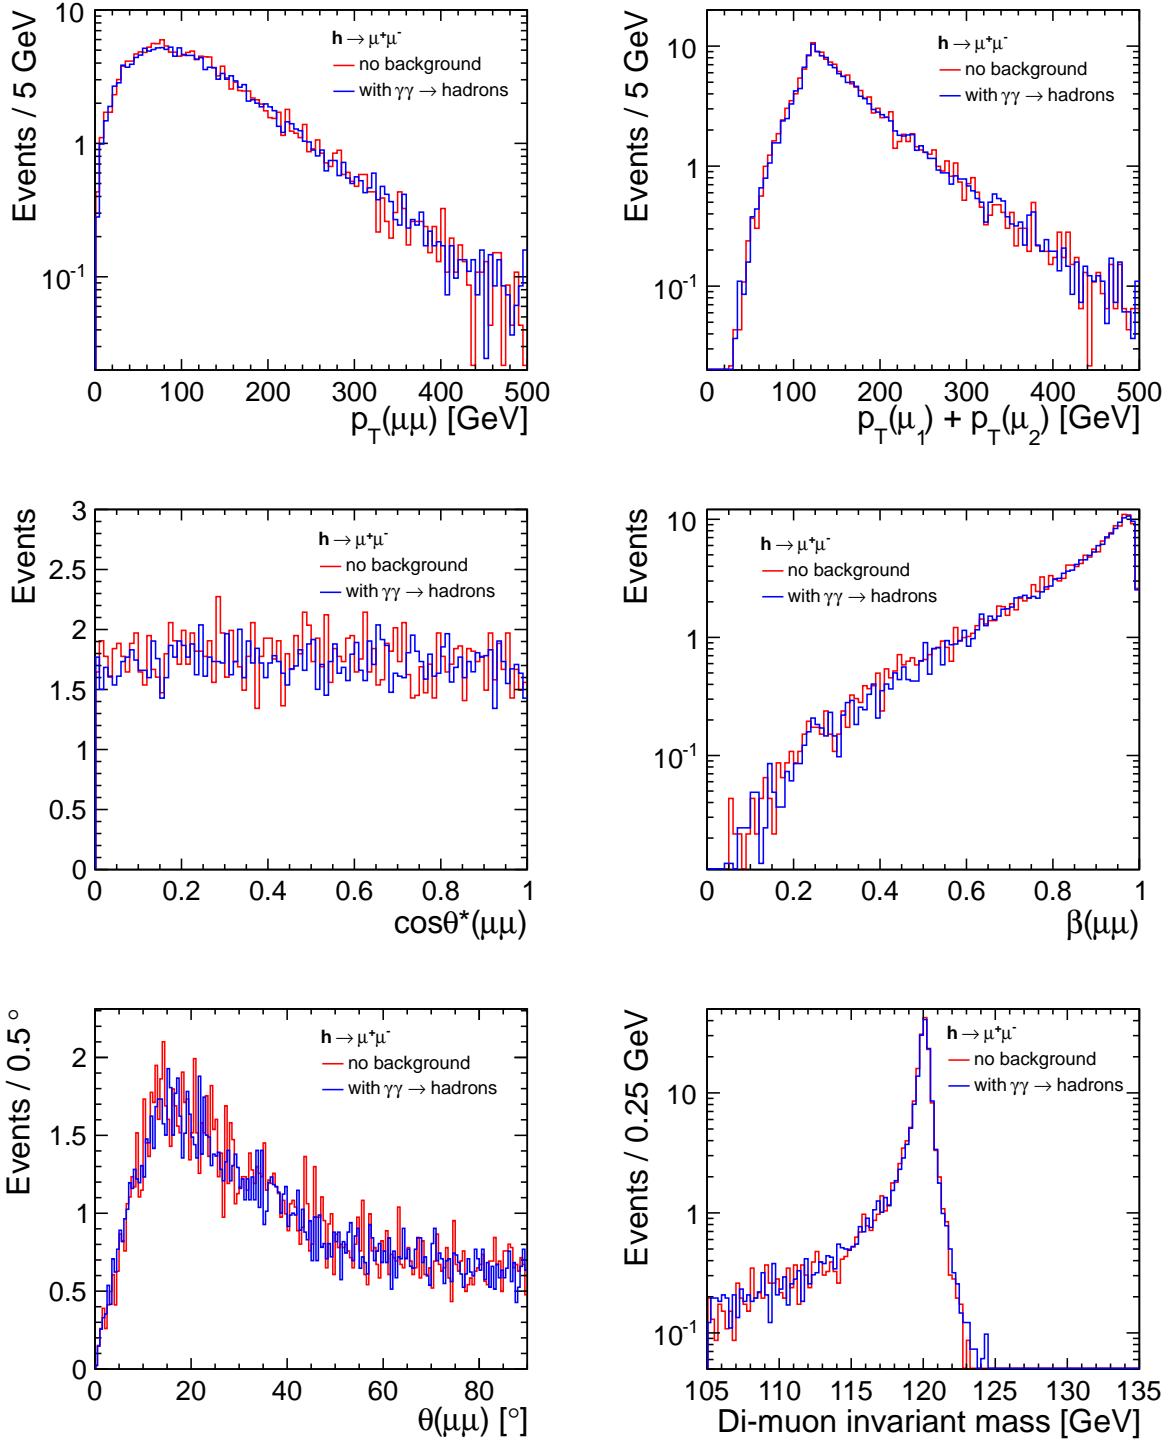 Events / 5 GeV
10
1
10⁻¹
h → μ⁺μ⁻
no background
with γγ → hadrons
0 100 200 300 400 500
p_T(μμ) [GeV]
Events / 5 GeV
10
1
10⁻¹
h → μ⁺μ⁻
no background
with γγ → hadrons
0 100 200 300 400 500
p_T(μ₁) + p_T(μ₂) [GeV]
Events
3
2.5
2
1.5
1
0.5
0
h → μ⁺μ⁻
no background
with γγ → hadrons
0 0.2 0.4 0.6 0.8 1
cosθ*(μμ)
Events
10
1
10⁻¹
h → μ⁺μ⁻
no background
with γγ → hadrons
0 0.2 0.4 0.6 0.8 1
β(μμ)
Events / 0.5 °
2
1.5
1
0.5
0
h → μ⁺μ⁻
no background
with γγ → hadrons
0 20 40 60 80
θ(μμ) [°]
Events / 0.25 GeV
10
1
10⁻¹
h → μ⁺μ⁻
no background
with γγ → hadrons
105 110 115 120 125 130 135
Di-muon invariant mass [GeV]